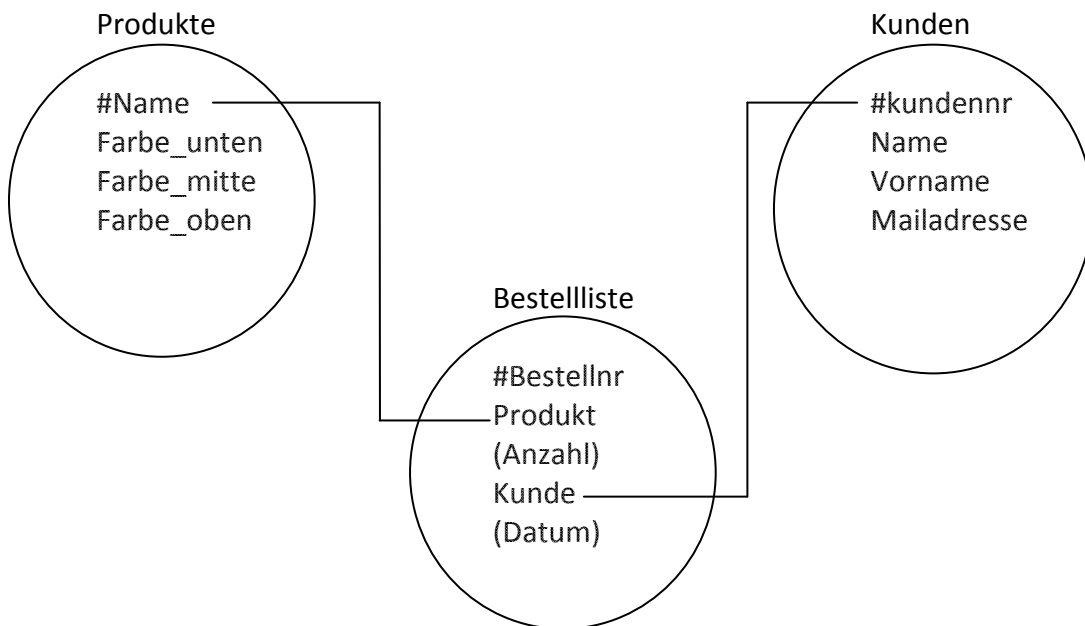 Produkte
#Name
Farbe_unten
Farbe_mitte
Farbe_oben
Kunden
#kundennr
Name
Vorname
Mailadresse
Bestellliste
#Bestellnr
Produkt
(Anzahl)
Kunde
(Datum)